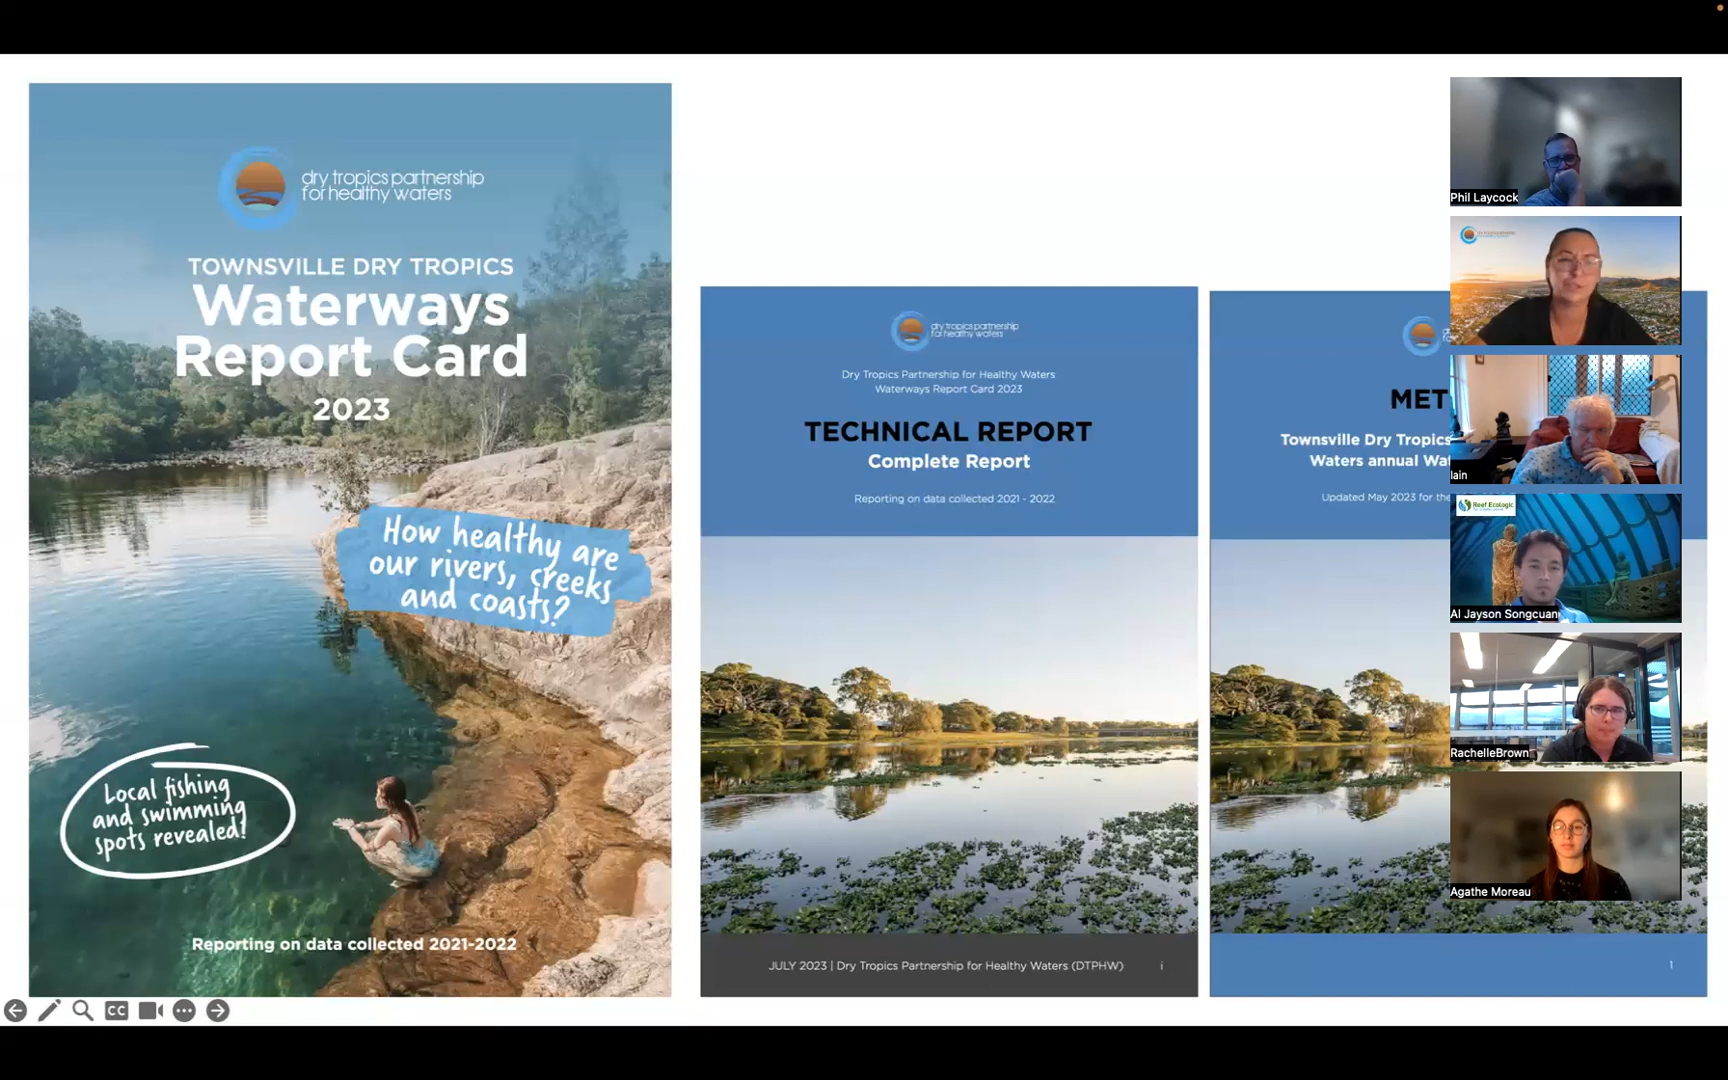 dry tropics partnership
for healthy waters
TOWNSVILLE DRY TROPICS
Waterways
Report Card
2023
How healthy are
our rivers, creeks
and coasts?
Local fishing
and swimming
spots revealed!
Reporting on data collected 2021-2022
dry tropics partnership
for healthy waters
Dry Tropics Partnership for Healthy Waters
Waterways Report Card 2023
TECHNICAL REPORT
Complete Report
Reporting on data collected 2021 - 2022
JULY 2023 | Dry Tropics Partnership for Healthy Waters (DTPHW) i
MET
Townsville Dry Tropics
Waters annual Wat
Updated May 2023 for the
1
Phil Laycock
Iain
Reef Ecologic
Al Jayson Songcuan
RachelleBrown
Agathe Moreau
CC